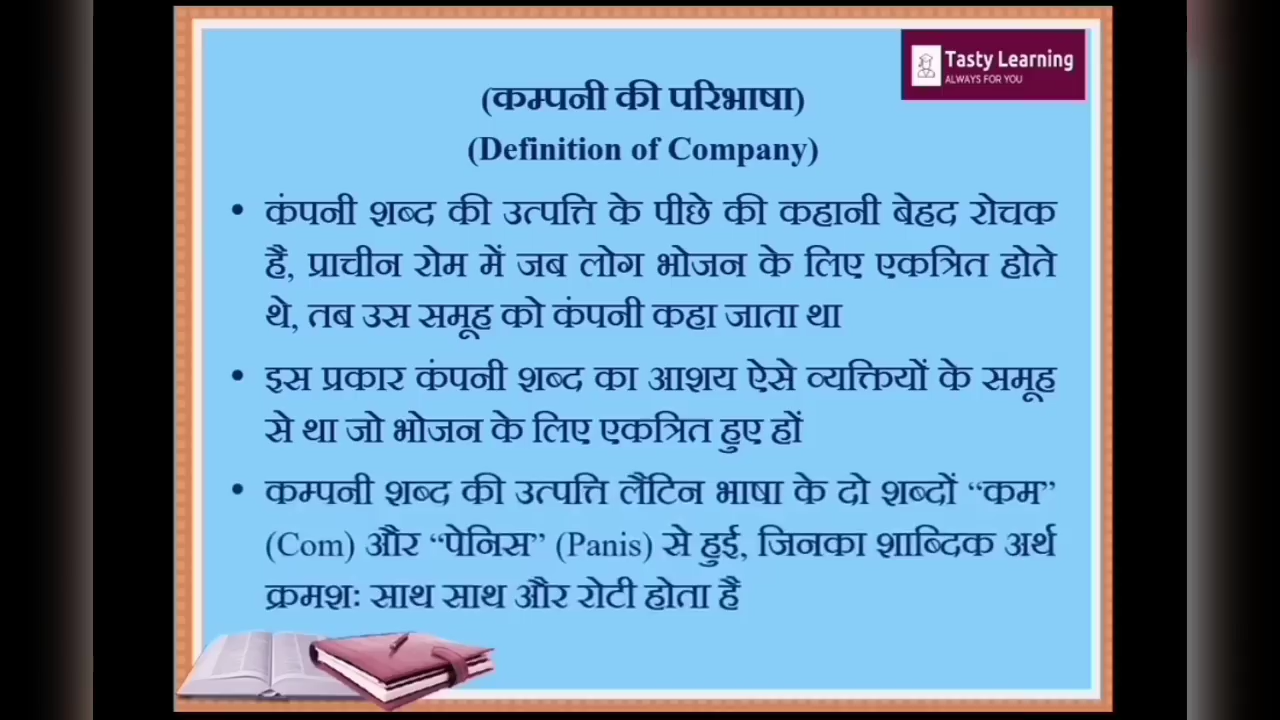 Tasty Learning
ALWAYS FOR YOU
(कम्पनी की परिभाषा)
(Definition of Company)
• कंपनी शब्द की उत्पत्ति के पीछे की कहानी बेहद रोचक
है, प्राचीन रोम में जब लोग भोजन के लिए एकत्रित होते
थे, तब उस समूह को कंपनी कहा जाता था
• इस प्रकार कंपनी शब्द का आशय ऐसे व्यक्तियों के समूह
से था जो भोजन के लिए एकत्रित हुए हों
• कम्पनी शब्द की उत्पत्ति लैटिन भाषा के दो शब्दों “कम”
(Com) और “पेनिस” (Panis) से हुई, जिनका शाब्दिक अर्थ
क्रमशः साथ साथ और रोटी होता है